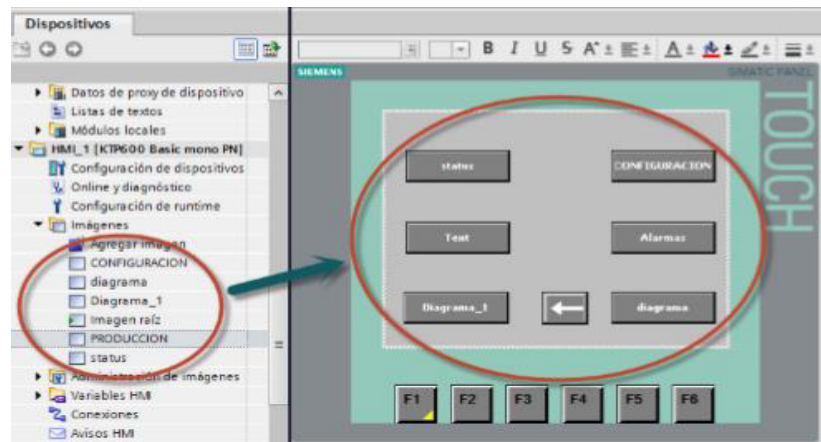 Dispositivos
B I U S A
SIEMENS
SIMATIC PANEL
TOUCH
Datos de proxy de dispositivo
Listas de textos
Módulos locales
HMI_1 [KTP600 Basic mono PN]
Configuración de dispositivos
Online y diagnóstico
Configuración de runtime
Imágenes
Agregar imagen
CONFIGURACION
diagrama
Diagrama_1
Imagen raíz
PRODUCCION
status
Administración de imágenes
Variables HMI
Conexiones
Avisos HMI
status
CONFIGURACION
Text
Alarmas
Diagrama_1
diagrama
F1 F2 F3 F4 F5 F6